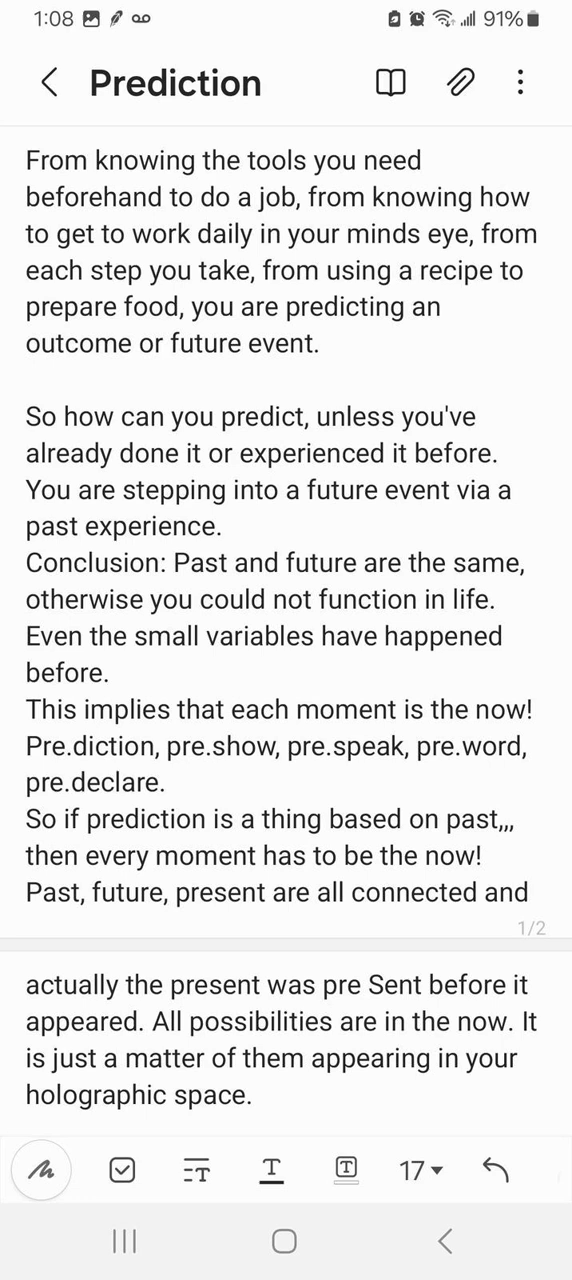 1:08
91%
Prediction
From knowing the tools you need
beforehand to do a job, from knowing how
to get to work daily in your minds eye, from
each step you take, from using a recipe to
prepare food, you are predicting an
outcome or future event.
So how can you predict, unless you've
already done it or experienced it before.
You are stepping into a future event via a
past experience.
Conclusion: Past and future are the same,
otherwise you could not function in life.
Even the small variables have happened
before.
This implies that each moment is the now!
Pre.diction, pre.show, pre.speak, pre.word,
pre.declare.
So if prediction is a thing based on past,,,
then every moment has to be the now!
Past, future, present are all connected and
1/2
actually the present was pre Sent before it
appeared. All possibilities are in the now. It
is just a matter of them appearing in your
holographic space.
T T T 17